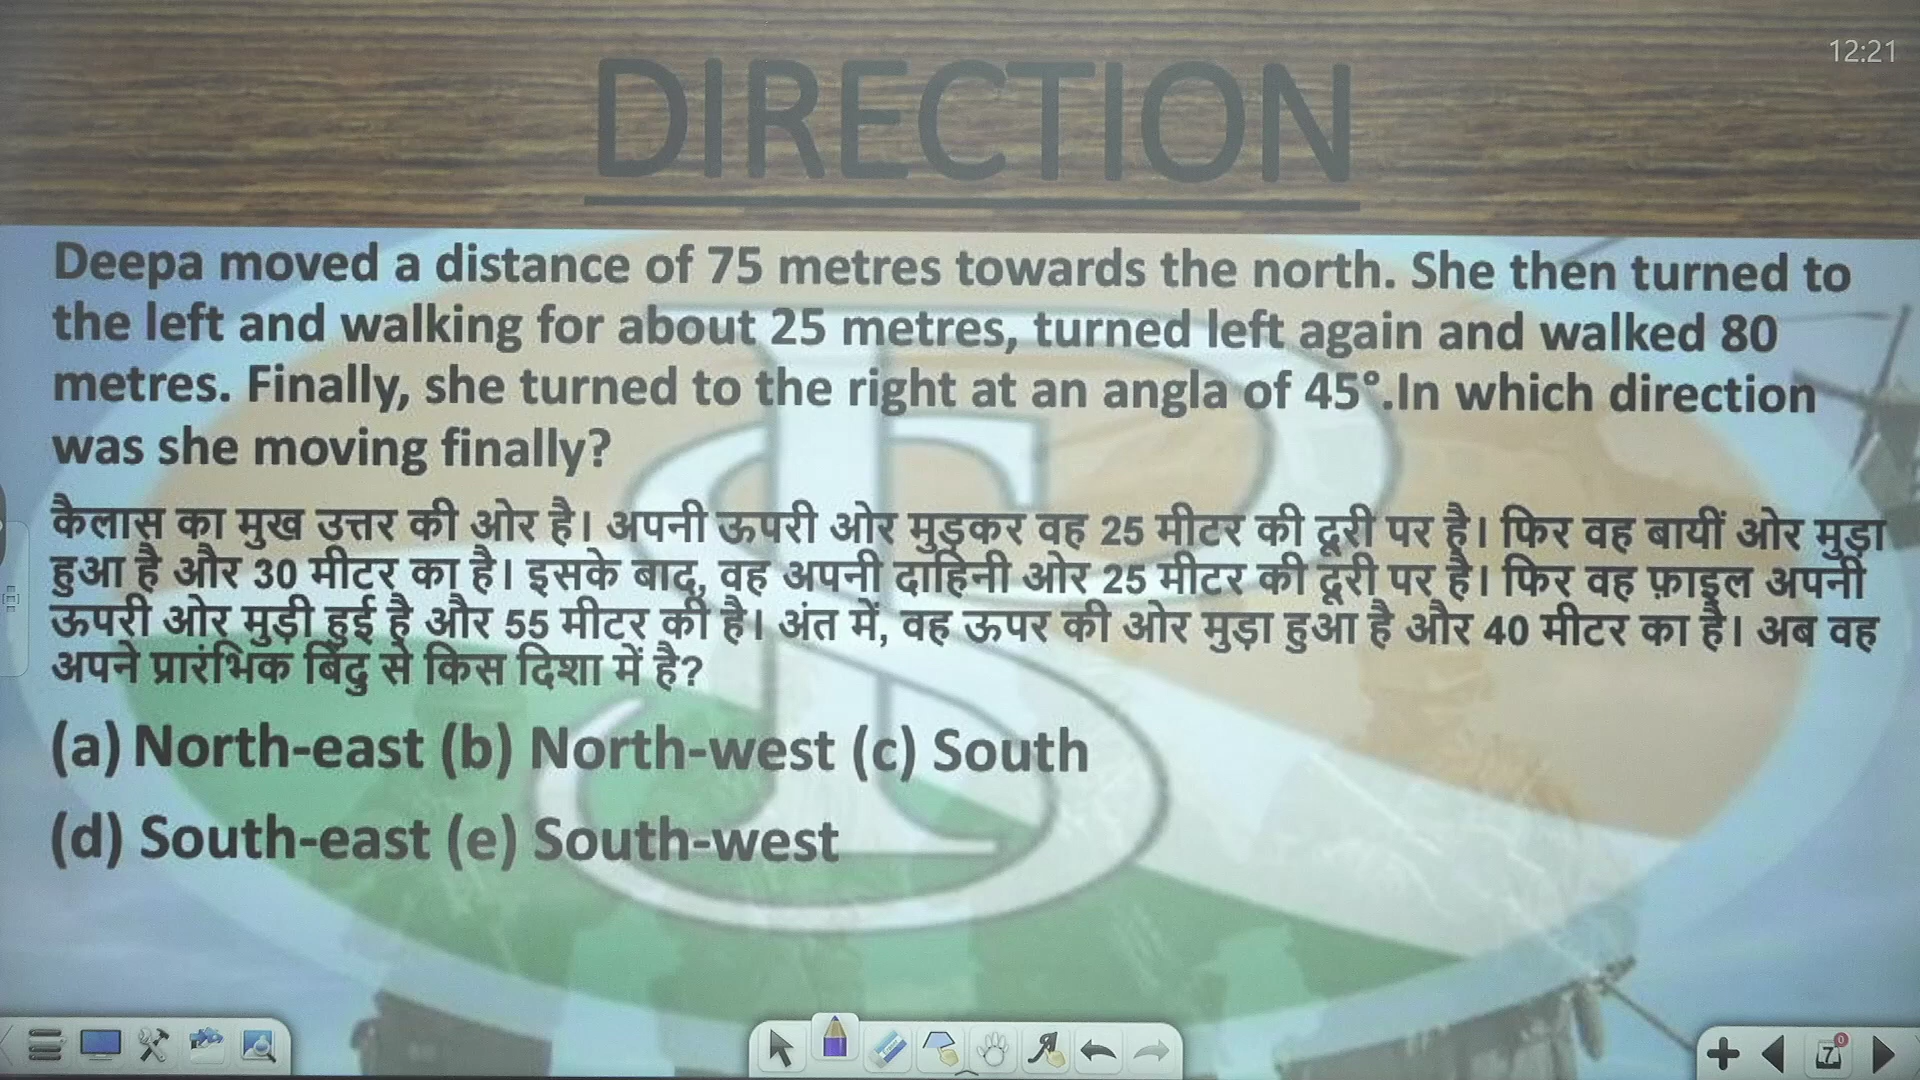 12:21
DIRECTION
Deepa moved a distance of 75 metres towards the north. She then turned to
the left and walking for about 25 metres, turned left again and walked 80
metres. Finally, she turned to the right at an angla of 45°.In which direction
was she moving finally?
कैलास का मुख उत्तर की ओर है। अपनी ऊपरी ओर मुड़कर वह 25 मीटर की दूरी पर है। फिर वह बायीं ओर मुड़ा
हुआ है और 30 मीटर का है। इसके बाद, वह अपनी दाहिनी ओर 25 मीटर की दूरी पर है। फिर वह फ़ाइल अपनी
ऊपरी ओर मुड़ी हुई है और 55 मीटर की है। अंत में, वह ऊपर की ओर मुड़ा हुआ है और 40 मीटर का है। अब वह
अपने प्रारंभिक बिंदु से किस दिशा में है?
(a) North-east (b) North-west (c) South
(d) South-east (e) South-west
7
0